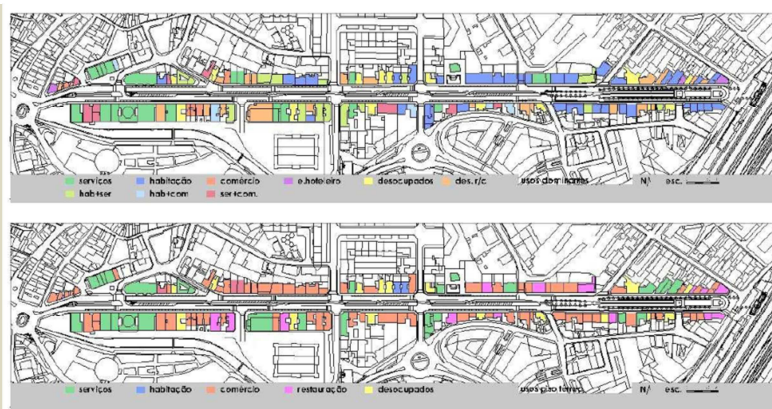 serviços habitação comércio e.hoteleiro desocupados des.r/c usos dominantes N/ esc.
hab+ser hab+com ser+com.
serviços habitação comércio restauração desocupados usos piso térreo N/ esc.